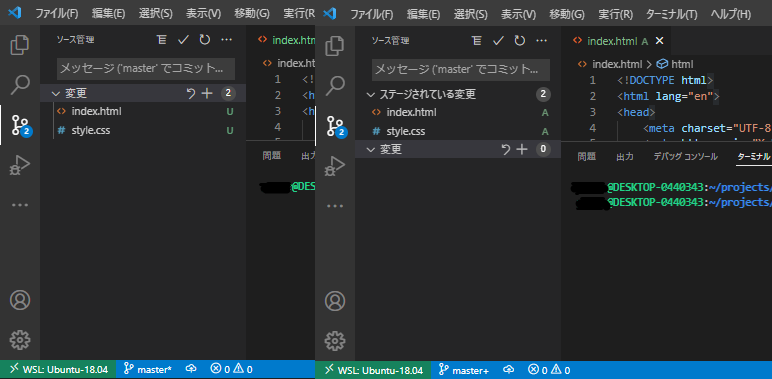 ファイル(F) 編集(E) 選択(S) 表示(V) 移動(G) 実行(R)
ソース管理
メッセージ ('master' でコミット...
変更 2
index.html U
style.css U
2
index.html
index.html
1 <!
2 <h
3 <h
4
問題 出力
@DES
WSL: Ubuntu-18.04 master* 0 0
ファイル(F) 編集(E) 選択(S) 表示(V) 移動(G) 実行(R) ターミナル(T) ヘルプ(H)
ソース管理
メッセージ ('master' でコミット...
ステージされている変更 2
index.html A
style.css A
変更 0
2
index.html A
index.html > html
1 <!DOCTYPE html>
2 <html lang="en">
3 <head>
4 <meta charset="UTF-8
問題 出力 デバッグ コンソール ターミナル
@DESKTOP-0440343:~/projects/
@DESKTOP-0440343:~/projects/
WSL: Ubuntu-18.04 master+ 0 0